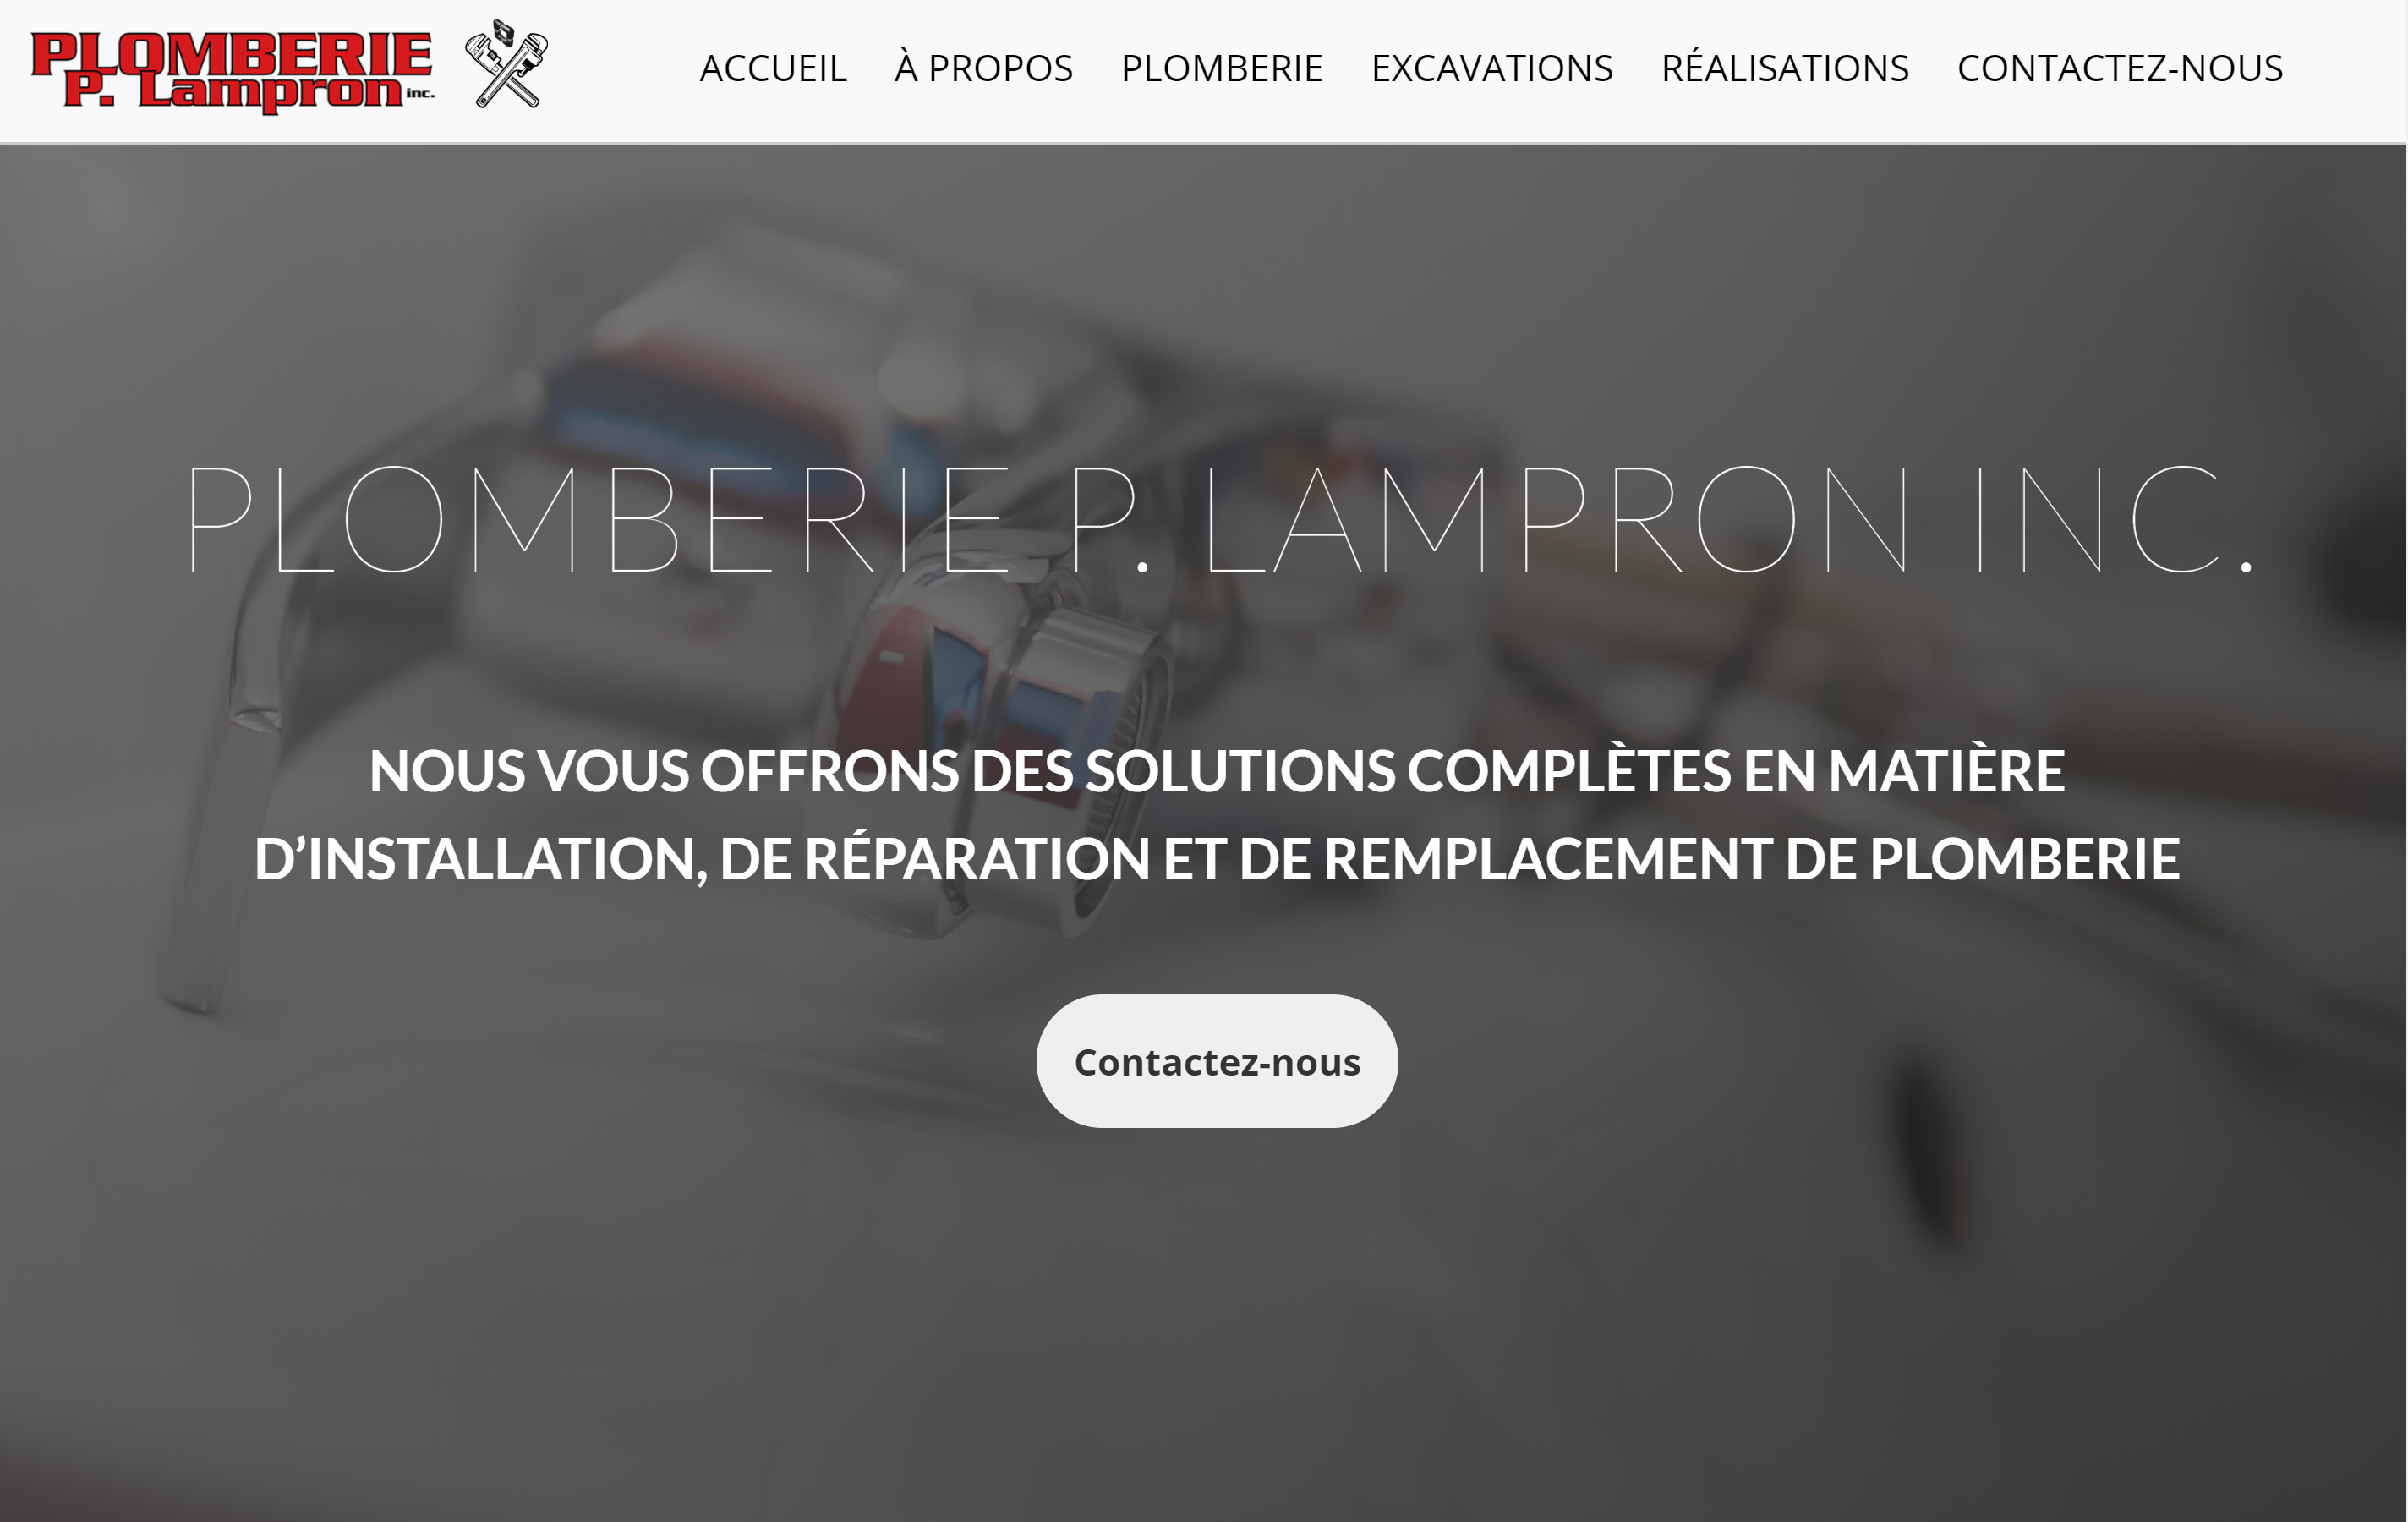 PLOMBERIE
P. Lampron inc.
ACCUEIL À PROPOS PLOMBERIE EXCAVATIONS RÉALISATIONS CONTACTEZ-NOUS
PLOMBERIE P. LAMPRON INC.
NOUS VOUS OFFRONS DES SOLUTIONS COMPLÈTES EN MATIÈRE
D’INSTALLATION, DE RÉPARATION ET DE REMPLACEMENT DE PLOMBERIE
Contactez-nous